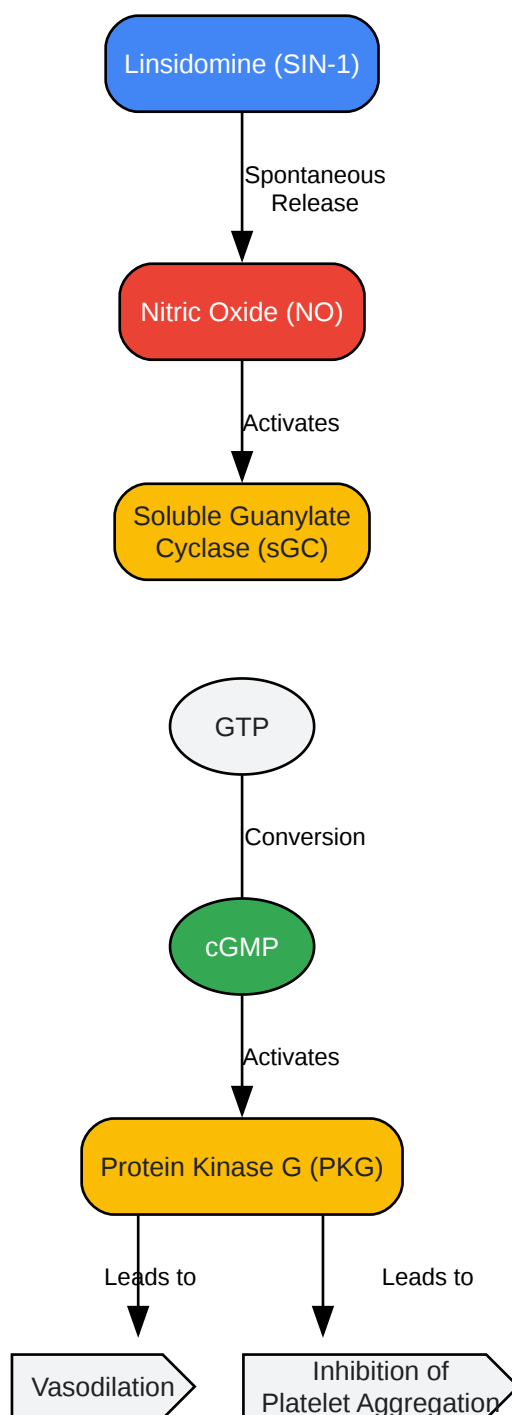 Linsidomine (SIN-1)
Spontaneous
Release
Nitric Oxide (NO)
Activates
Soluble Guanylate
Cyclase (sGC)
GTP
Conversion
cGMP
Activates
Protein Kinase G (PKG)
Leads to
Leads to
Vasodilation
Inhibition of
Platelet Aggregation